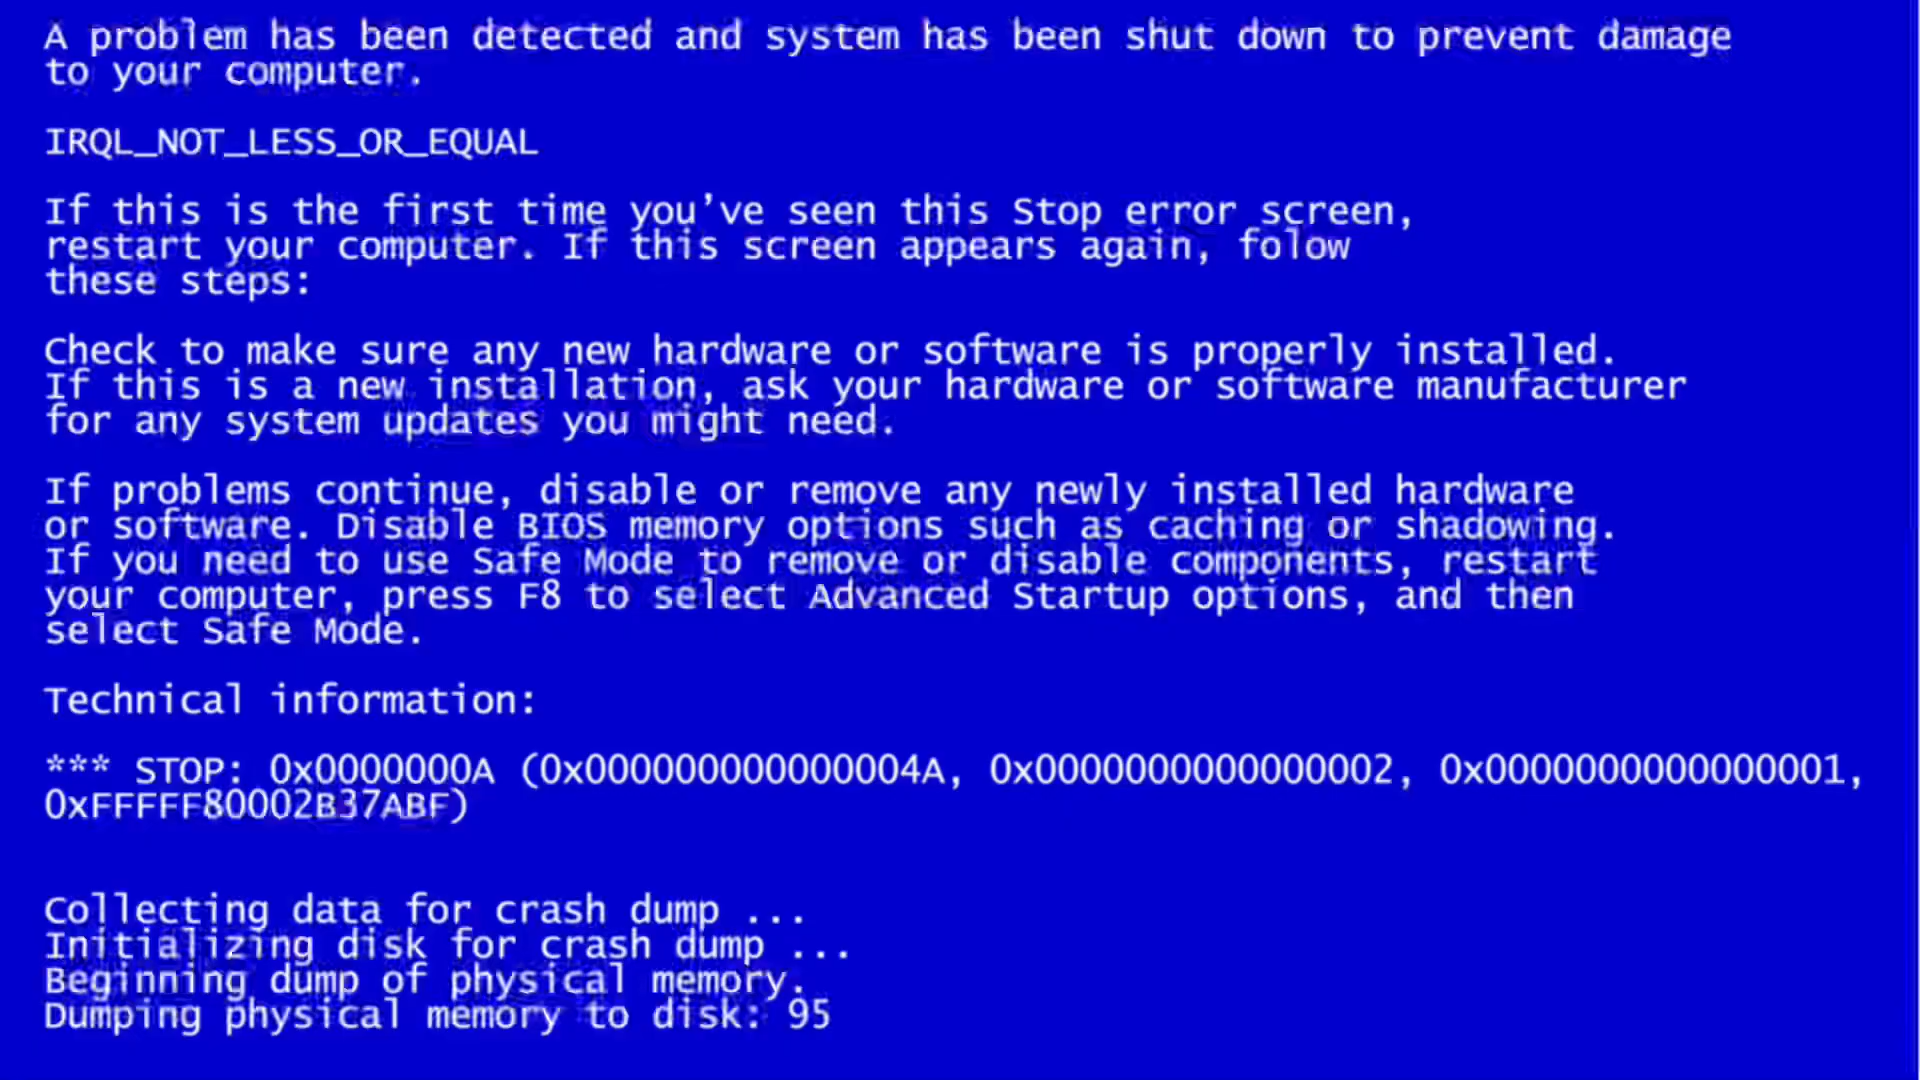 A problem has been detected and system has been shut down to prevent damage
to your computer.
IRQL_NOT_LESS_OR_EQUAL
If this is the first time you've seen this Stop error screen,
restart your computer. If this screen appears again, folow
these steps:
Check to make sure any new hardware or software is properly installed.
If this is a new installation, ask your hardware or software manufacturer
for any system updates you might need.
If problems continue, disable or remove any newly installed hardware
or software. Disable BIOS memory options such as caching or shadowing.
If you need to use Safe Mode to remove or disable components, restart
your computer, press F8 to select Advanced Startup options, and then
select Safe Mode.
Technical information:
*** STOP: 0x0000000A (0x000000000000004A, 0x0000000000000002, 0x0000000000000001,
0xFFFFF80002B37ABF)
Collecting data for crash dump ...
Initializing disk for crash dump ...
Beginning dump of physical memory.
Dumping physical memory to disk: 95